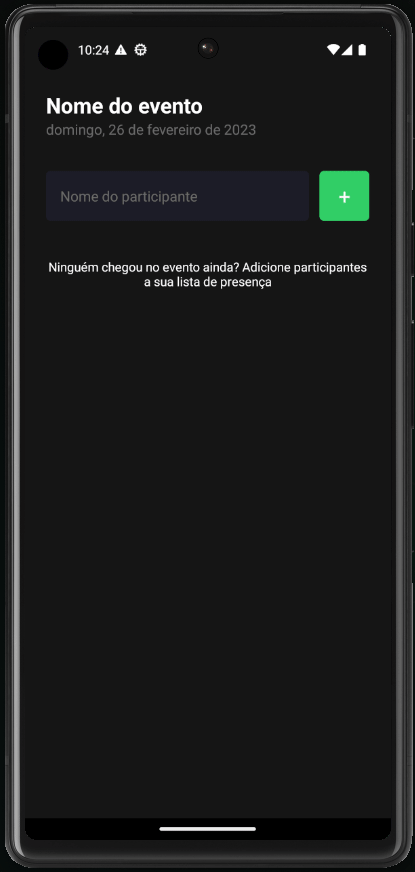 10:24
Nome do evento
domingo, 26 de fevereiro de 2023
Nome do participante
+
Ninguém chegou no evento ainda? Adicione participantes
a sua lista de presença